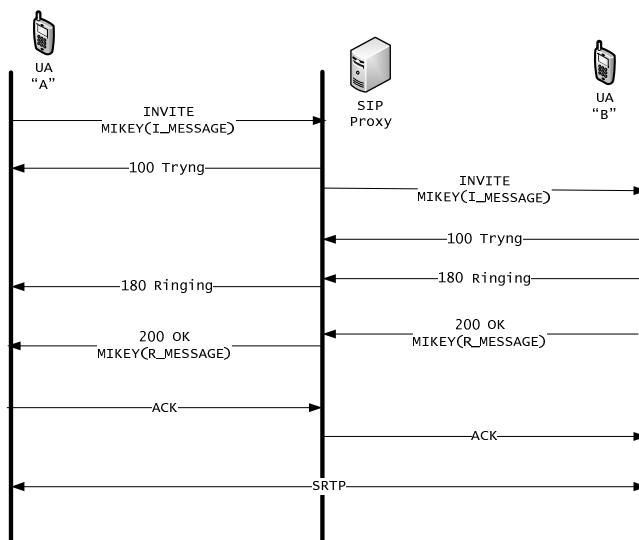 UA
“A”
SIP
Proxy
UA
“B”
INVITE
MIKEY(I_MESSAGE)
100 Tryng
INVITE
MIKEY(I_MESSAGE)
100 Tryng
180 Ringing
180 Ringing
200 OK
MIKEY(R_MESSAGE)
200 OK
MIKEY(R_MESSAGE)
ACK
ACK
SRTP